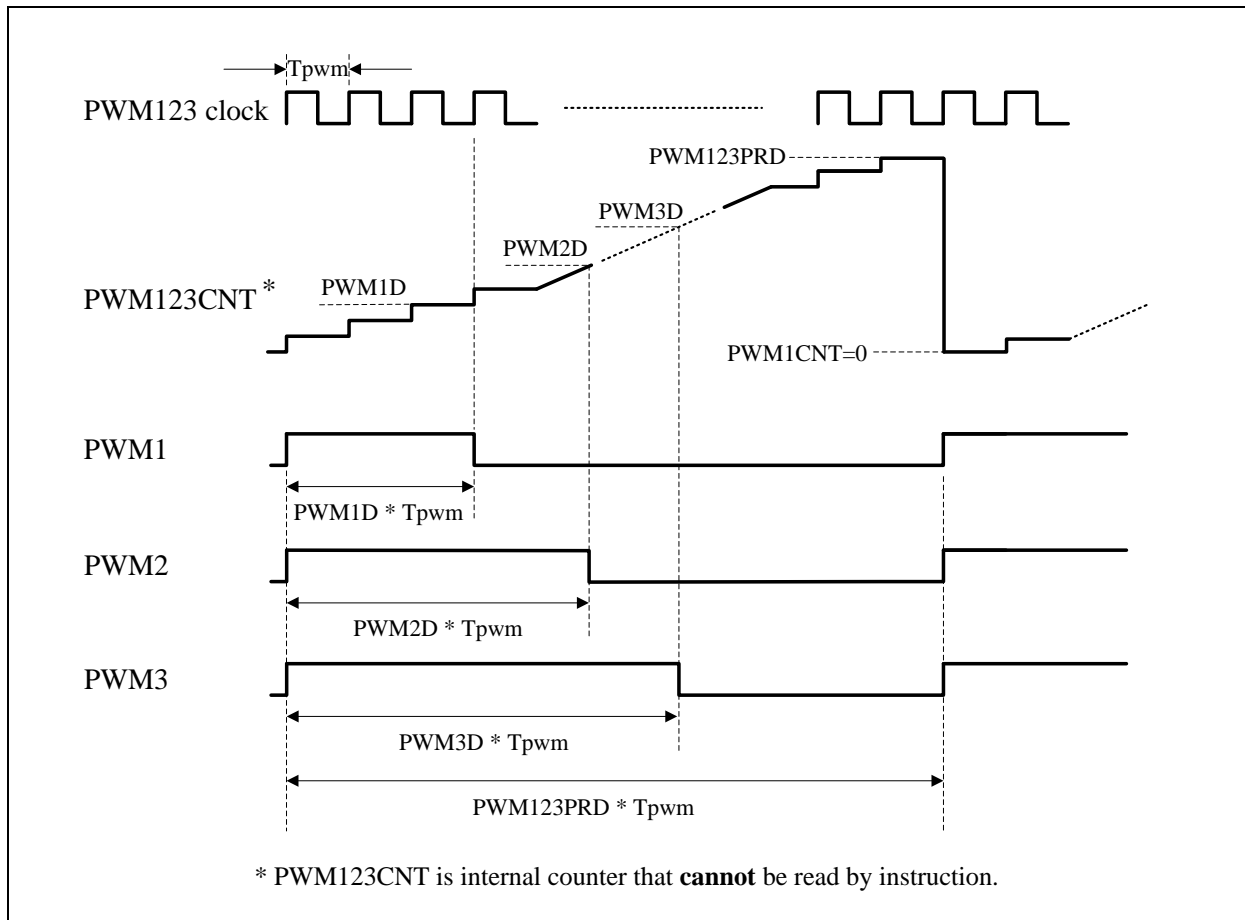 Tpwm
PWM123 clock
PWM123PRD
PWM3D
PWM2D
PWM1D
PWM123CNT *
PWM1CNT=0
PWM1
PWM1D * Tpwm
PWM2
PWM2D * Tpwm
PWM3
PWM3D * Tpwm
PWM123PRD * Tpwm
* PWM123CNT is internal counter that cannot be read by instruction.